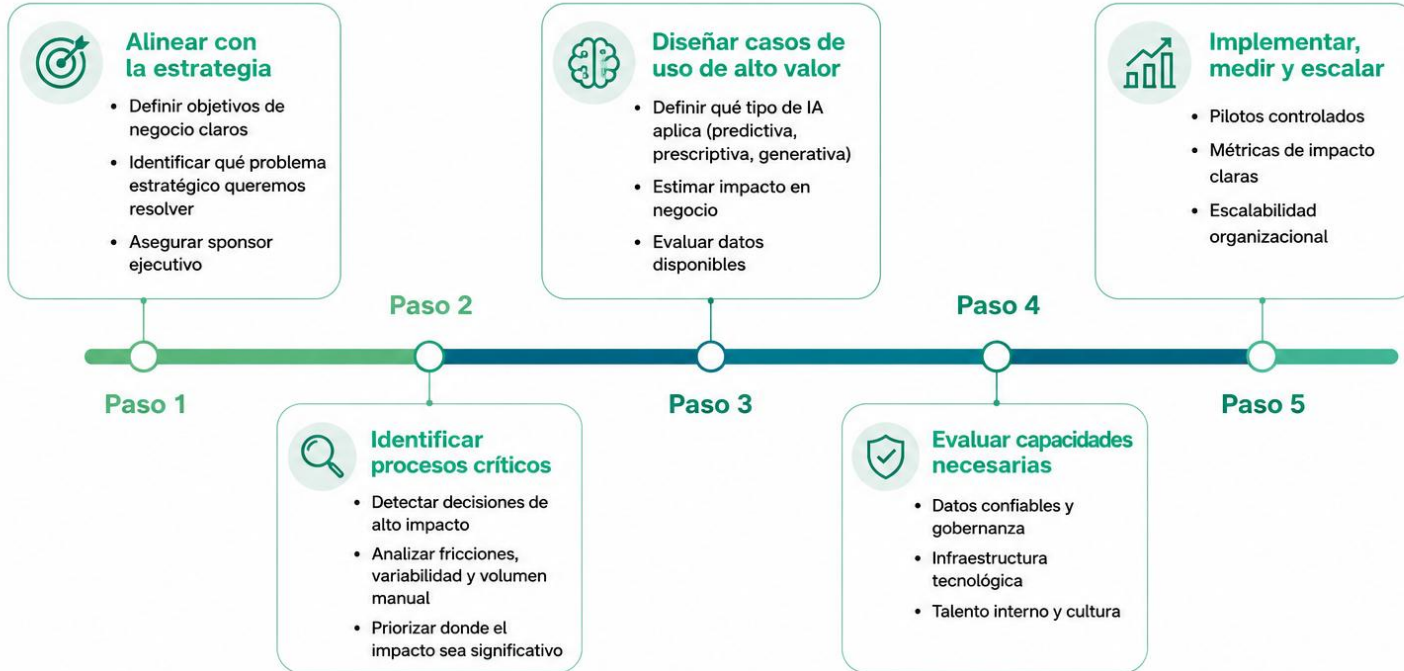 Alinear con
la estrategia
• Definir objetivos de
negocio claros
• Identificar qué problema
estratégico queremos
resolver
• Asegurar sponsor
ejecutivo
Paso 1
Paso 2
Identificar
procesos críticos
• Detectar decisiones de
alto impacto
• Analizar fricciones,
variabilidad y volumen
manual
• Priorizar donde el
impacto sea significativo
Diseñar casos de
uso de alto valor
• Definir qué tipo de IA
aplica (predictiva,
prescriptiva, generativa)
• Estimar impacto en
negocio
• Evaluar datos
disponibles
Paso 3
Paso 4
Evaluar capacidades
necesarias
• Datos confiables y
gobernanza
• Infraestructura
tecnológica
• Talento interno y cultura
Implementar,
medir y escalar
• Pilotos controlados
• Métricas de impacto
claras
• Escalabilidad
organizacional
Paso 5